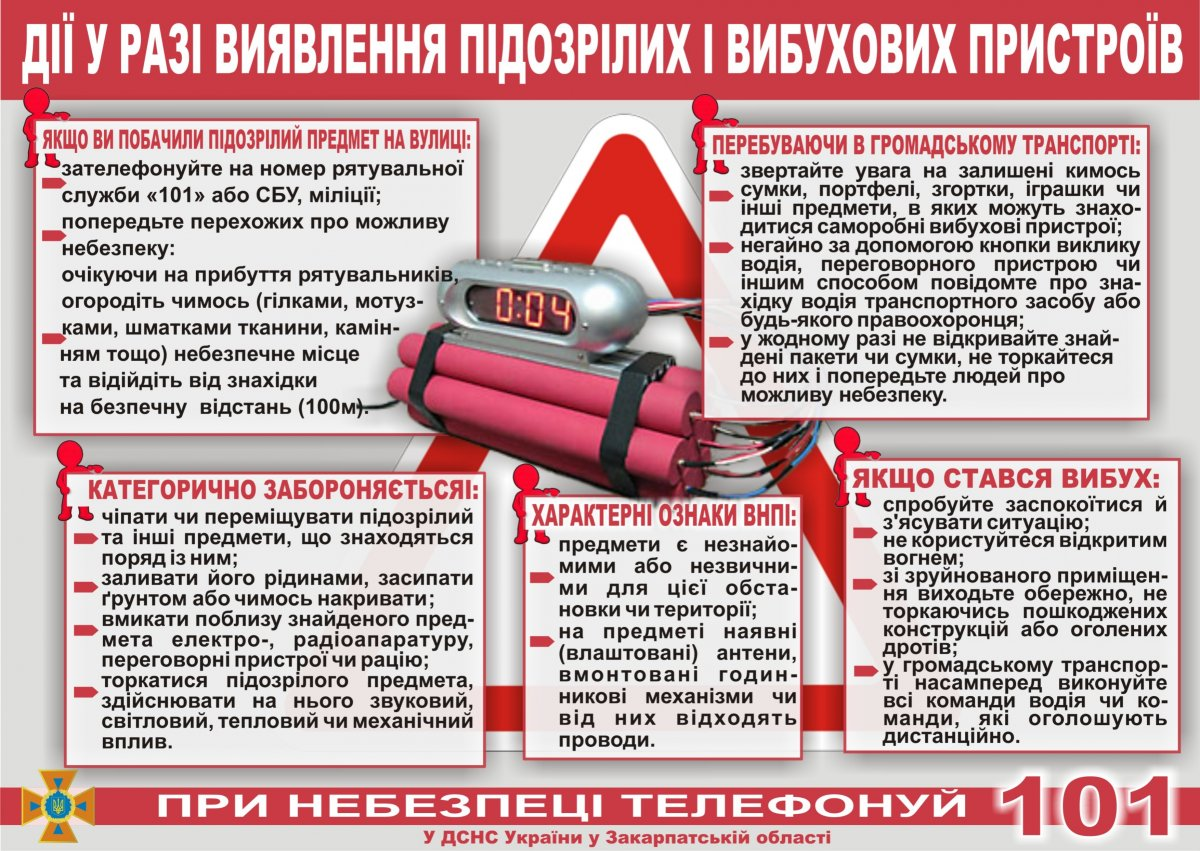 ДІЇ У РАЗІ ВИЯВЛЕННЯ ПІДОЗРІЛИХ І ВИБУХОВИХ ПРИСТРОЇВ
ЯКЩО ВИ ПОБАЧИЛИ ПІДОЗРІЛИЙ ПРЕДМЕТ НА ВУЛИЦІ:
зателефонуйте на номер рятувальної
служби «101» або СБУ, міліції;
попередьте перехожих про можливу
небезпеку:
очікуючи на прибуття рятувальників,
огородіть чимось (гілками, мотуз-
ками, шматками тканини, камін-
ням тощо) небезпечне місце
та відійдіть від знахідки
на безпечну відстань (100м).
ПЕРЕБУВАЮЧИ В ГРОМАДСЬКОМУ ТРАНСПОРТІ:
звертайте увага на залишені кимось
сумки, портфелі, згортки, іграшки чи
інші предмети, в яких можуть знахо-
дитися саморобні вибухові пристрої;
негайно за допомогою кнопки виклику
водія, переговорного пристрою чи
іншим способом повідомте про зна-
хідку водія транспортного засобу або
будь-якого правоохоронця;
у жодному разі не відкривайте знай-
дені пакети чи сумки, не торкайтеся
до них і попередьте людей про
можливу небезпеку.
0:04
КАТЕГОРИЧНО ЗАБОРОНЯЄТЬСЯІ:
чіпати чи переміщувати підозрілий
та інші предмети, що знаходяться
поряд із ним;
заливати його рідинами, засипати
ґрунтом або чимось накривати;
вмикати поблизу знайденого пред-
мета електро-, радіоапаратуру,
переговорні пристрої чи рацію;
торкатися підозрілого предмета,
здійснювати на нього звуковий,
світловий, тепловий чи механічний
вплив.
ХАРАКТЕРНІ ОЗНАКИ ВНПІ:
предмети є незнайо-
мими або незвични-
ми для цієї обста-
новки чи території;
на предметі наявні
(влаштовані) антени,
вмонтовані годин-
никові механізми чи
від них відходять
проводи.
ЯКЩО СТАВСЯ ВИБУХ:
спробуйте заспокоїтися й
з'ясувати ситуацію;
не користуйтеся відкритим
вогнем;
зі зруйнованого приміщен-
ня виходьте обережно, не
торкаючись пошкоджених
конструкцій або оголених
дротів;
у громадському транспор-
ті насамперед виконуйте
всі команди водія чи ко-
манди, які оголошують
дистанційно.
ПРИ НЕБЕЗПЕЦІ ТЕЛЕФОНУЙ 101
У ДСНС України у Закарпатській області